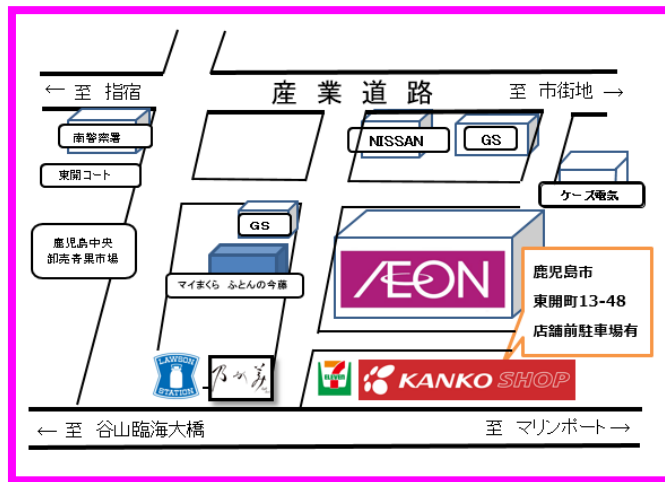 ← 至 指宿
産業道路
至 市街地 →
南警察署
NISSAN
GS
東開コート
ケーズ電気
GS
鹿児島中央
卸売青果市場
マイまくら ふとんの今藤
ÆON
鹿児島市
東開町13-48
店舗前駐車場有
LAWSON
STATION
乃が美
7
ELEVEN
KANKO SHOP
← 至 谷山臨海大橋
至 マリンポート→